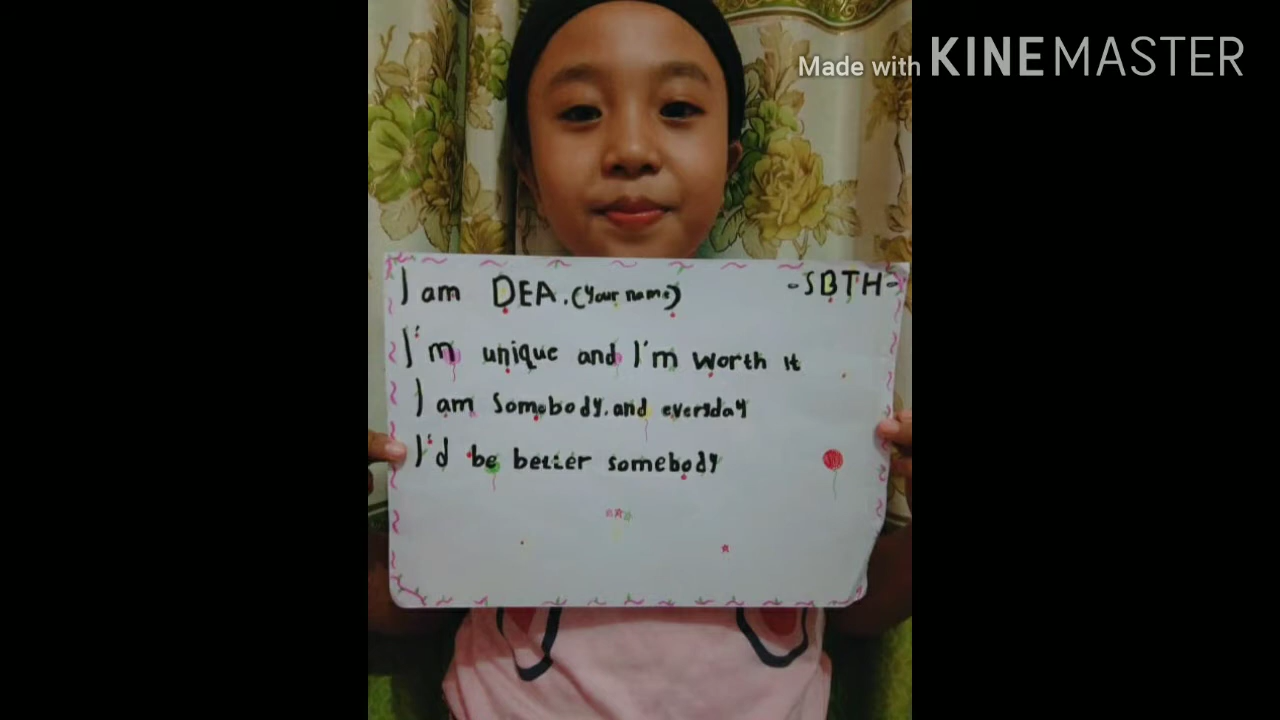 Made with KINEMASTER
I am DEA. (Your name) -SBTH-
I'm unique and I'm worth it
I am Somebody. and everyday
I'd be better somebody